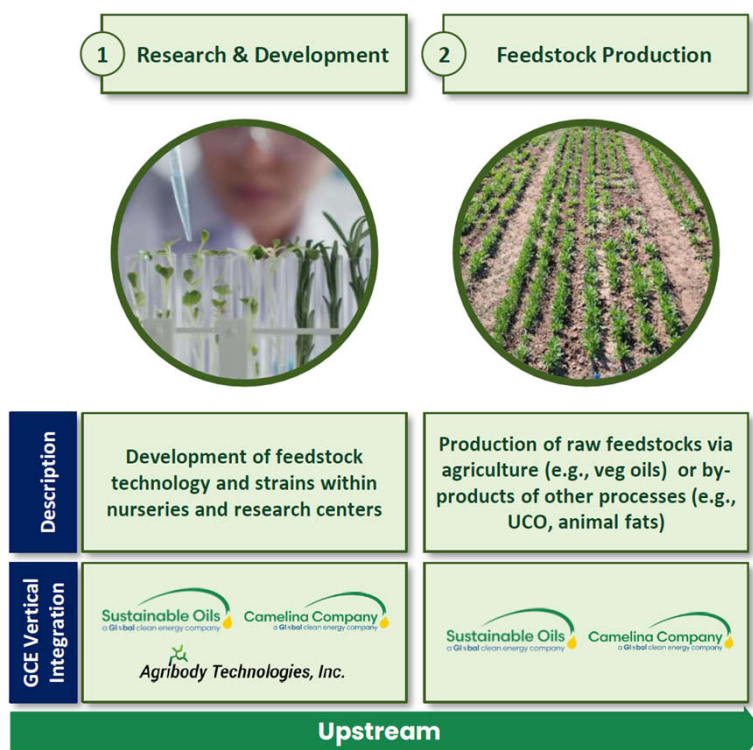 1 Research & Development
2 Feedstock Production
Description
Development of feedstock
technology and strains within
nurseries and research centers
Production of raw feedstocks via
agriculture (e.g., veg oils) or by-
products of other processes (e.g.,
UCO, animal fats)
GCE Vertical
Integration
Sustainable Oils
a Global clean energy company
Camelina Company
a Global clean energy company
Agribody Technologies, Inc.
Sustainable Oils
a Global clean energy company
Camelina Company
a Global clean energy company
Upstream